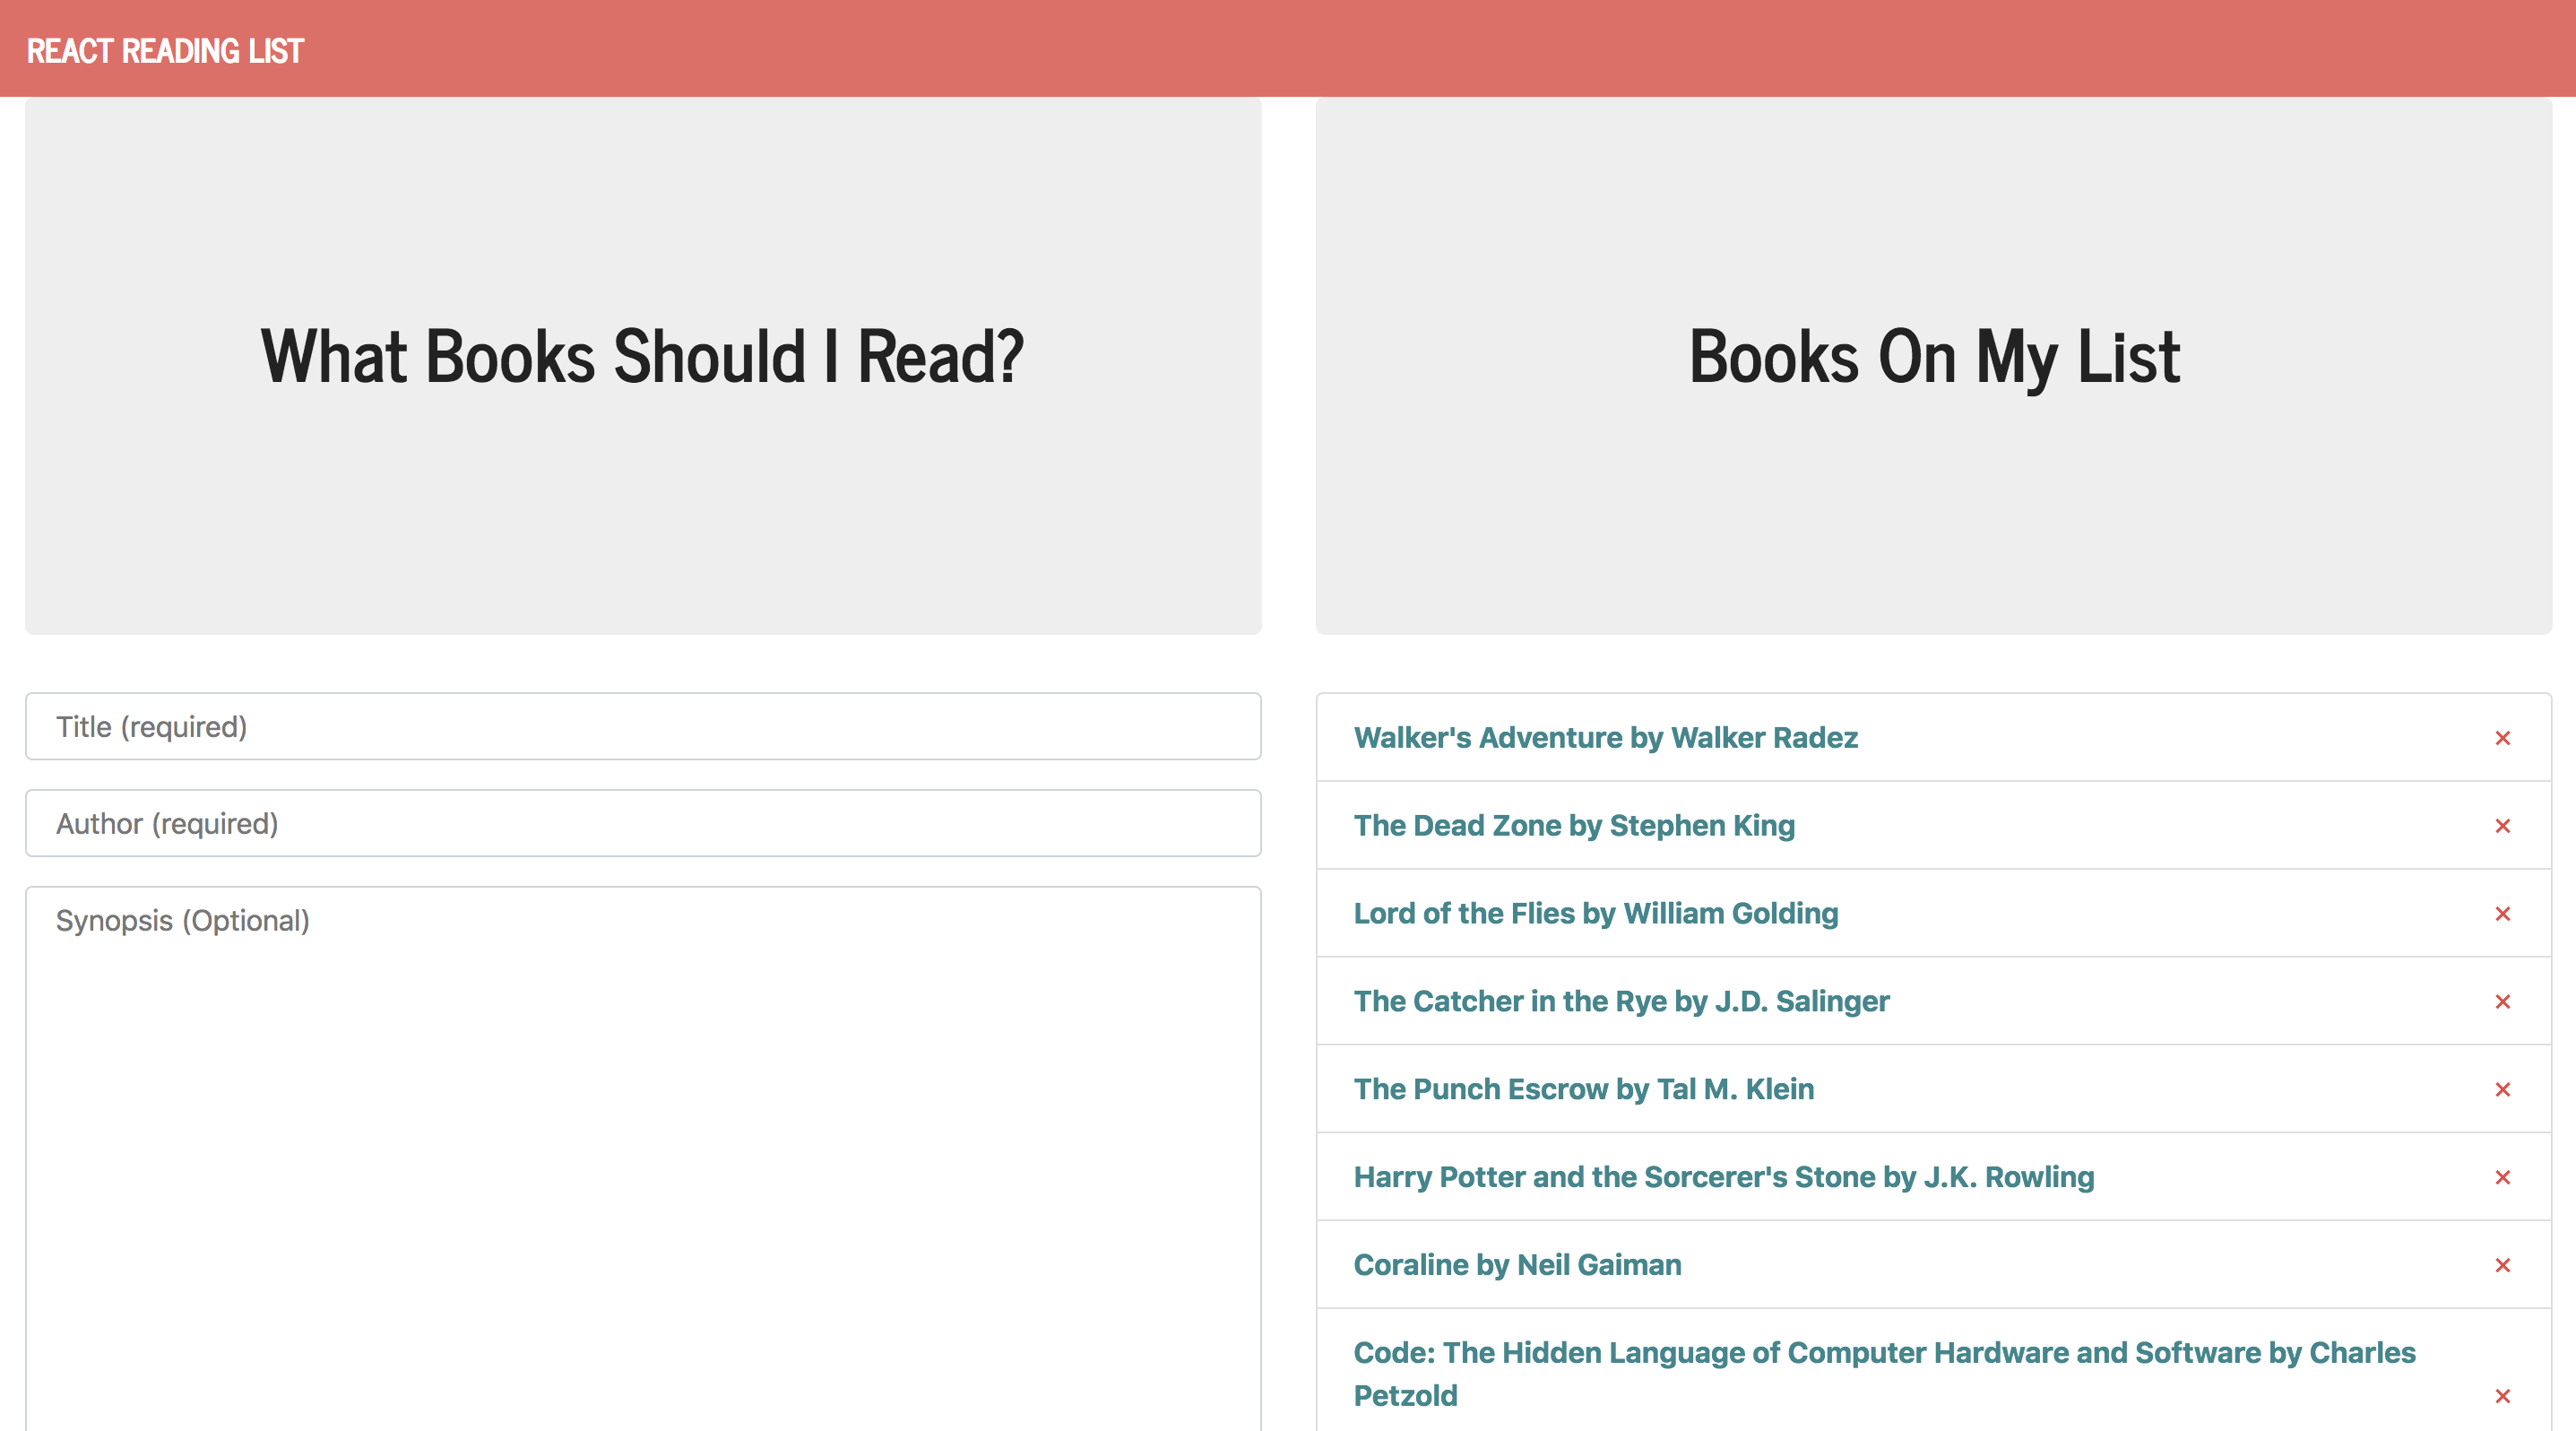 REACT READING LIST
What Books Should I Read?
Title (required)
Author (required)
Synopsis (Optional)
Books On My List
Walker's Adventure by Walker Radez
×
The Dead Zone by Stephen King
×
Lord of the Flies by William Golding
×
The Catcher in the Rye by J.D. Salinger
×
The Punch Escrow by Tal M. Klein
×
Harry Potter and the Sorcerer's Stone by J.K. Rowling
×
Coraline by Neil Gaiman
×
Code: The Hidden Language of Computer Hardware and Software by Charles
Petzold
×